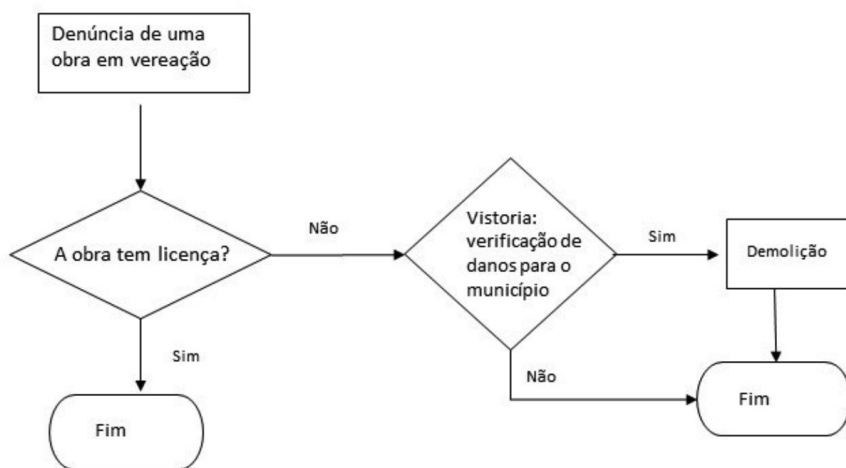 Denúncia de uma
obra em vereação
A obra tem licença?
Não
Vistoria:
verificação de
danos para o
município
Sim
Demolição
Sim
Não
Fim
Fim